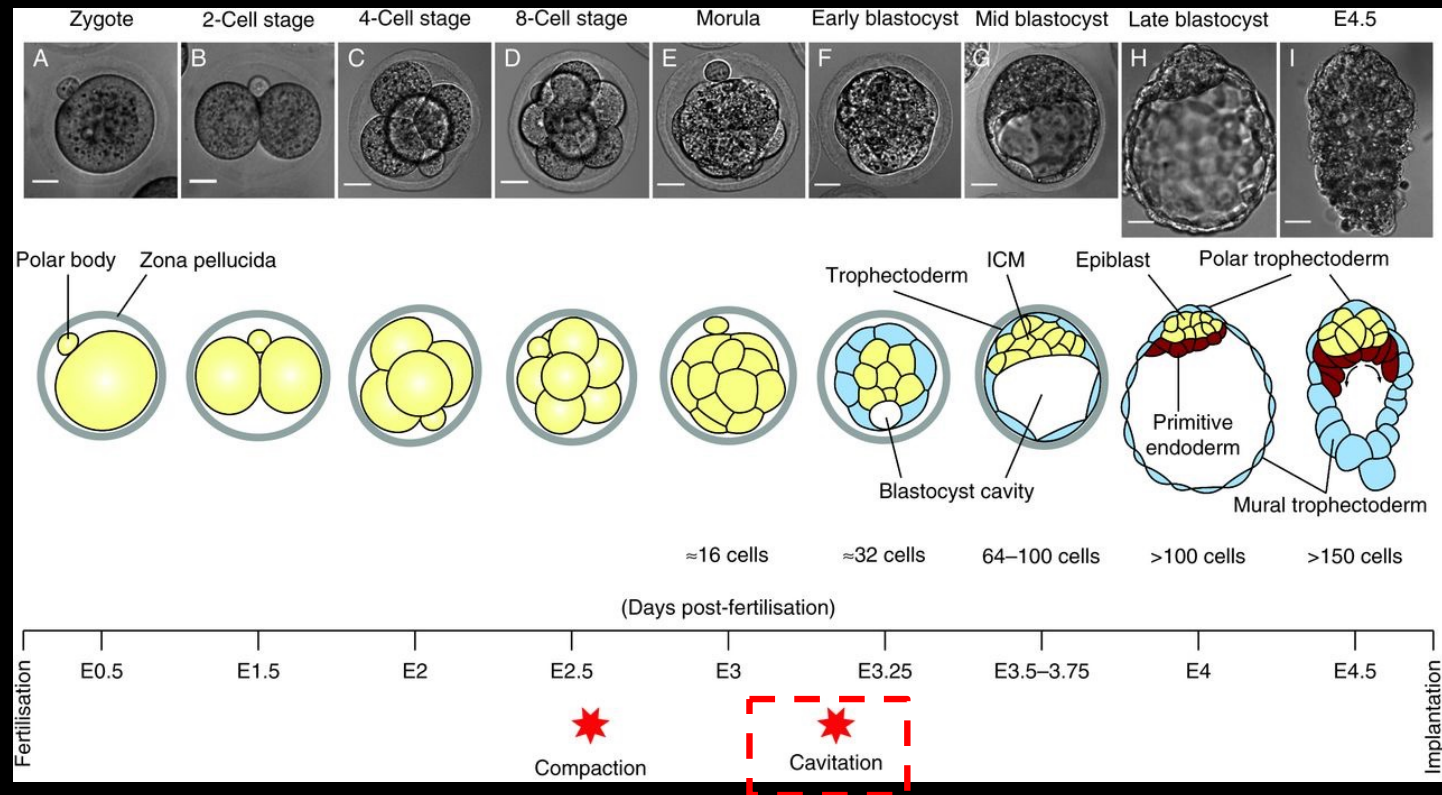 Zygote
2-Cell stage
4-Cell stage
8-Cell stage
Morula
Early blastocyst
Mid blastocyst
Late blastocyst
E4.5
A
B
C
D
E
F
G
H
I
Polar body
Zona pellucida
Trophectoderm
ICM
Epiblast
Polar trophectoderm
Primitive
endoderm
Blastocyst cavity
Mural trophectoderm
≈16 cells
≈32 cells
64–100 cells
>100 cells
>150 cells
(Days post-fertilisation)
Fertilisation
E0.5
E1.5
E2
E2.5
E3
E3.25
E3.5–3.75
E4
E4.5
Implantation
Compaction
Cavitation